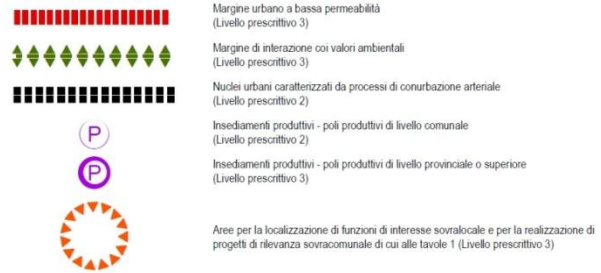 Margine urbano a bassa permeabilità
(Livello prescrittivo 3)
Margine di interazione coi valori ambientali
(Livello prescrittivo 3)
Nuclei urbani caratterizzati da processi di conurbazione arteriale
(Livello prescrittivo 2)
P
Insediamenti produttivi - poli produttivi di livello comunale
(Livello prescrittivo 2)
P
Insediamenti produttivi - poli produttivi di livello provinciale o superiore
(Livello prescrittivo 3)
Aree per la localizzazione di funzioni di interesse sovralocale e per la realizzazione di
progetti di rilevanza sovracomunale di cui alle tavole 1 (Livello prescrittivo 3)